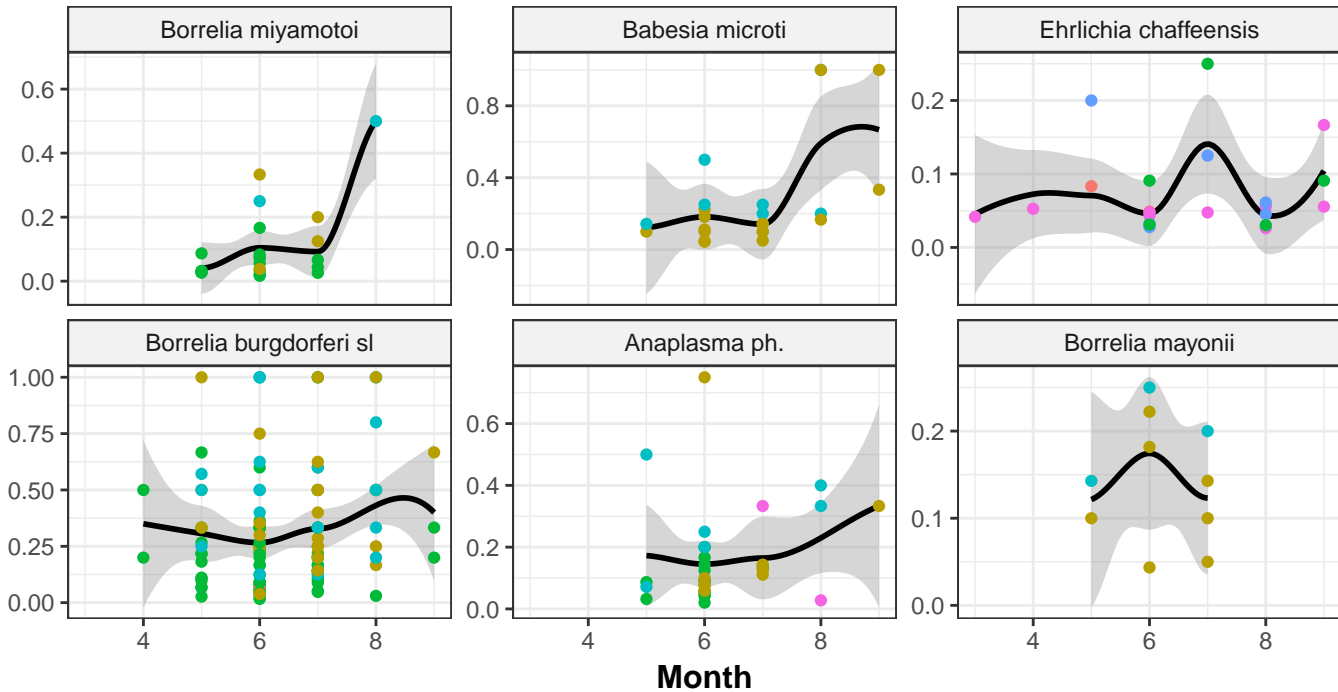 Borrelia miyamotoi
Babesia microti
Ehrlichia chaffeensis
0.6
0.4
0.2
0.0
0.8
0.4
0.0
0.2
0.1
0.0
Borrelia burgdorferi sl
Anaplasma ph.
Borrelia mayonii
1.00
0.75
0.50
0.25
0.00
0.6
0.4
0.2
0.0
0.2
0.1
0.0
4 6 8
4 6 8
4 6 8
Month